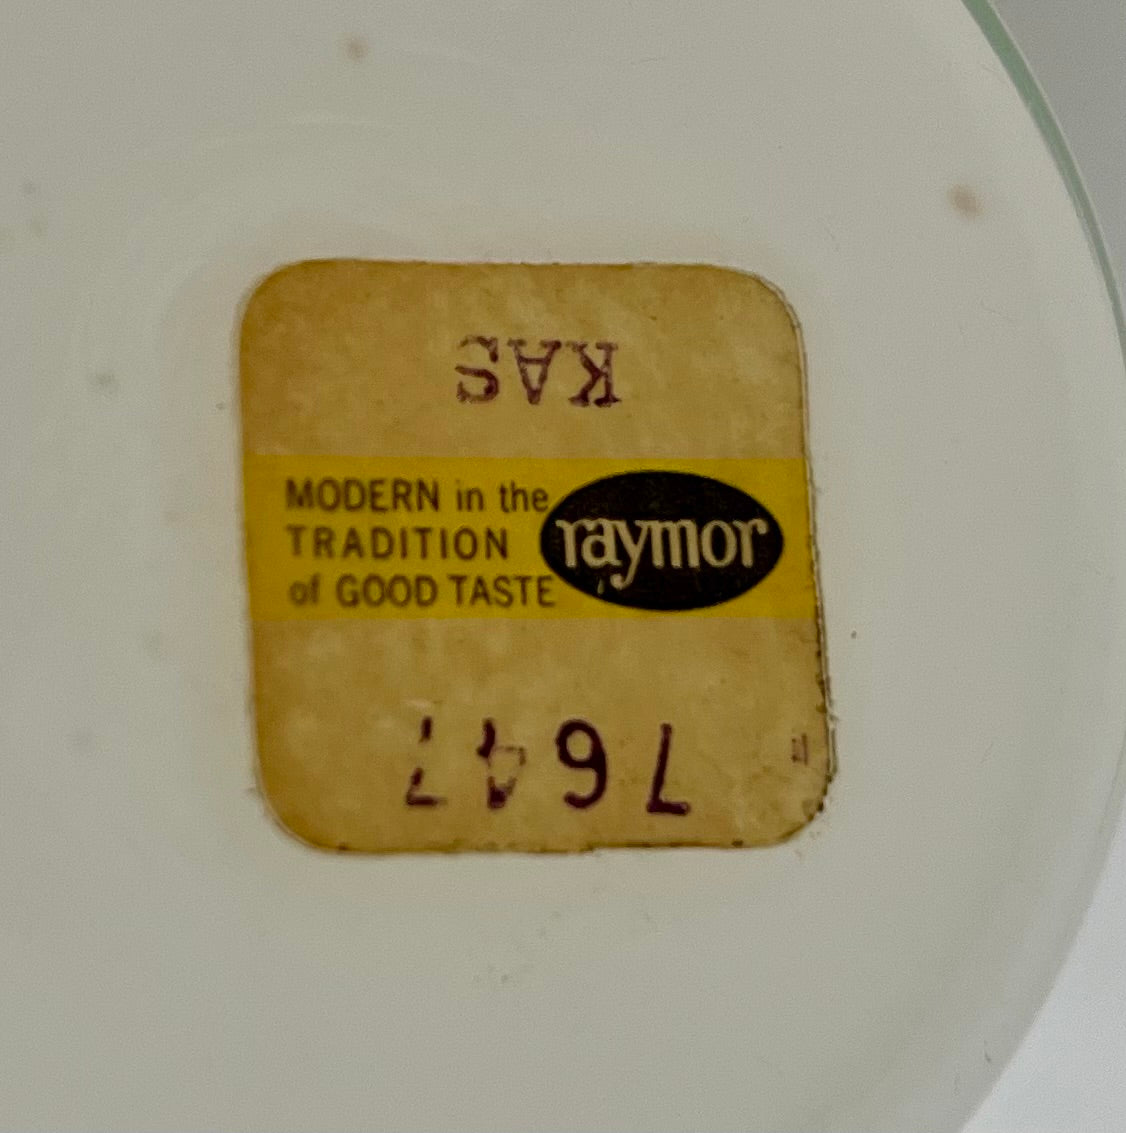 KAS
MODERN in the
TRADITION
of GOOD TASTE
raymor
7647